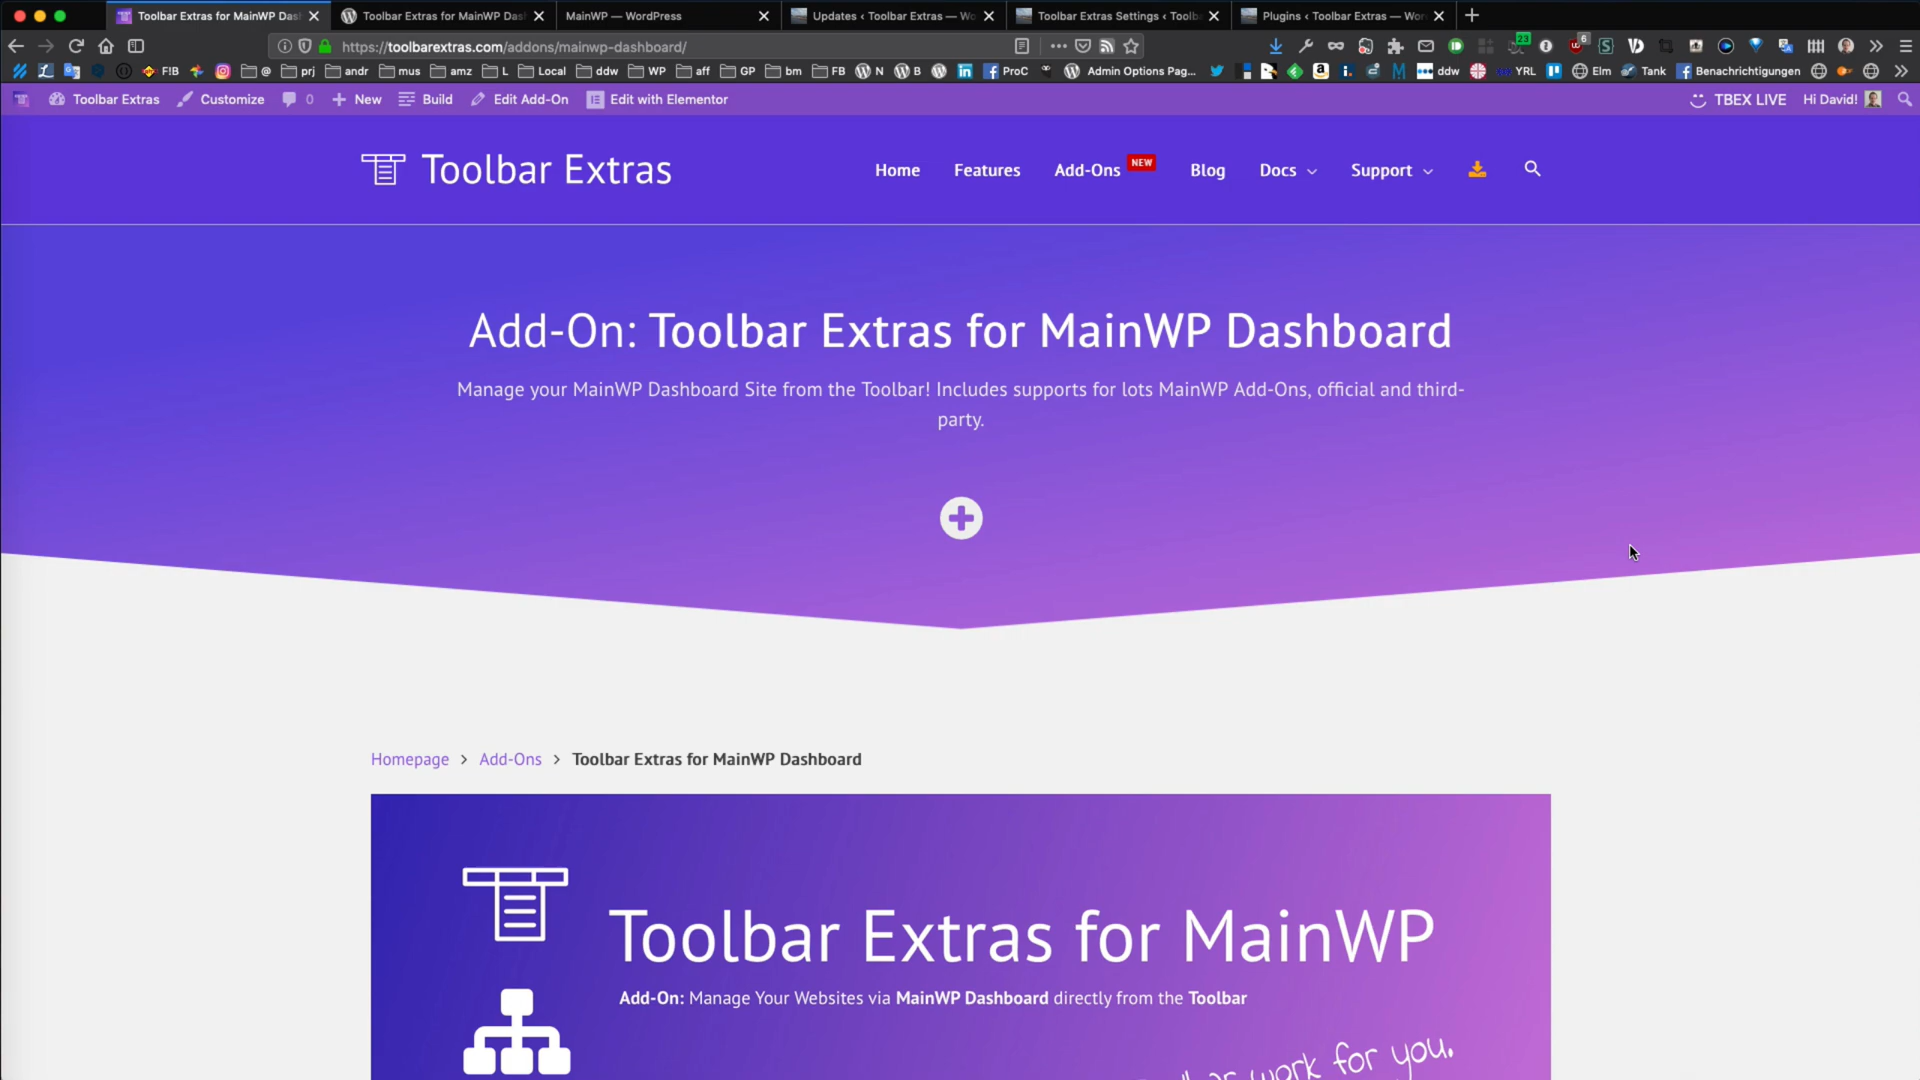 Toolbar Extras for MainWP Das
Toolbar Extras for MainWP Das
MainWP — WordPress
Updates ‹ Toolbar Extras — Wo
Toolbar Extras Settings ‹ Toolb
Plugins ‹ Toolbar Extras — Wor
https://toolbarextras.com/addons/mainwp-dashboard/
23
6
F!B
@
prj
andr
mus
amz
L
Local
ddw
WP
aff
GP
bm
FB
N
B
ProC
Admin Options Pag...
ddw
YRL
Elm
Tank
Benachrichtigungen
Toolbar Extras
Customize
0
New
Build
Edit Add-On
Edit with Elementor
TBEX LIVE
Hi David!
Toolbar Extras
Home
Features
Add-Ons
NEW
Blog
Docs
Support
Add-On: Toolbar Extras for MainWP Dashboard
Manage your MainWP Dashboard Site from the Toolbar! Includes supports for lots MainWP Add-Ons, official and third-
party.
Homepage > Add-Ons > Toolbar Extras for MainWP Dashboard
Toolbar Extras for MainWP
Add-On: Manage Your Websites via MainWP Dashboard directly from the Toolbar
work for you.